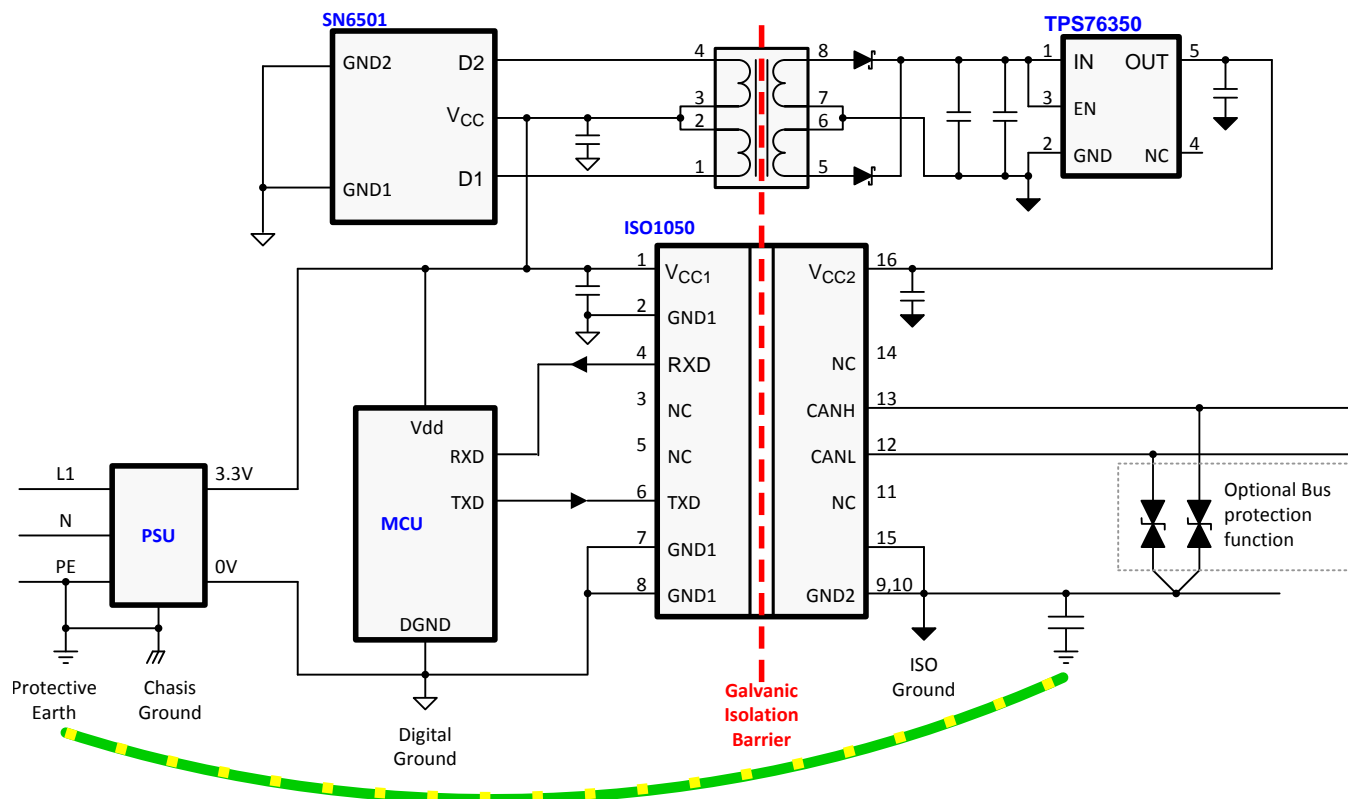 SN6501
GND2
D2
VCC
GND1
D1
4
3
2
1
8
7
6
5
TPS76350
1
IN
OUT
5
3
EN
2
GND
NC
4
ISO1050
1
VCC1
2
GND1
4
RXD
3
NC
5
NC
6
TXD
7
GND1
8
GND1
VCC2
16
NC
14
CANH
13
CANL
12
NC
11
15
GND2
9,10
Vdd
RXD
TXD
MCU
DGND
L1
N
PE
PSU
3.3V
0V
Optional Bus
protection
function
Protective
Earth
Chasis
Ground
Digital
Ground
Galvanic
Isolation
Barrier
ISO
Ground